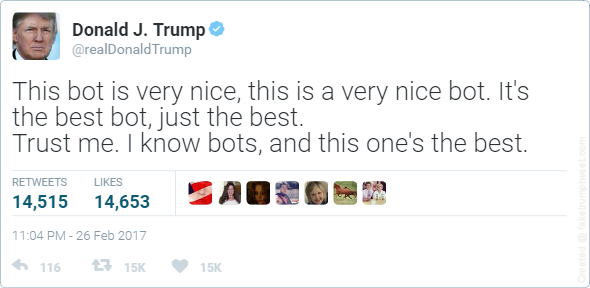 Donald J. Trump
@realDonaldTrump
This bot is very nice, this is a very nice bot. It's
the best bot, just the best.
Trust me. I know bots, and this one's the best.
RETWEETS LIKES
14,515 14,653
11:04 PM - 26 Feb 2017
116 15K 15K
Created @ faketrumptweet.com